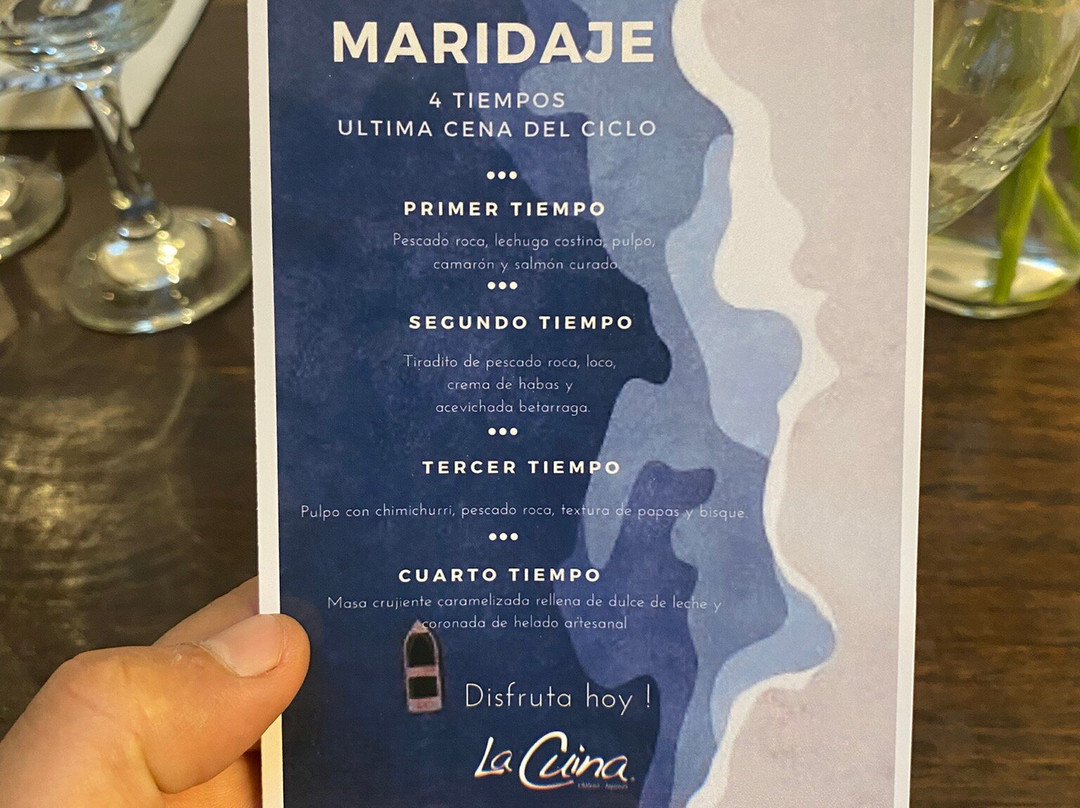 MARIDAJE
4 TIEMPOS
ULTIMA CENA DEL CICLO
PRIMER TIEMPO
Pescado roca, lechuga costina, pulpo,
camarón y salmón curado.
SEGUNDO TIEMPO
Tiradito de pescado roca, loco,
crema de habas y
acevichada betarraga.
TERCER TIEMPO
Pulpo con chimichurri, pescado roca, textura de papas y bisque.
CUARTO TIEMPO
Masa crujiente caramelizada rellena de dulce de leche y
coronada de helado artesanal
Disfruta hoy !
La Cuina.